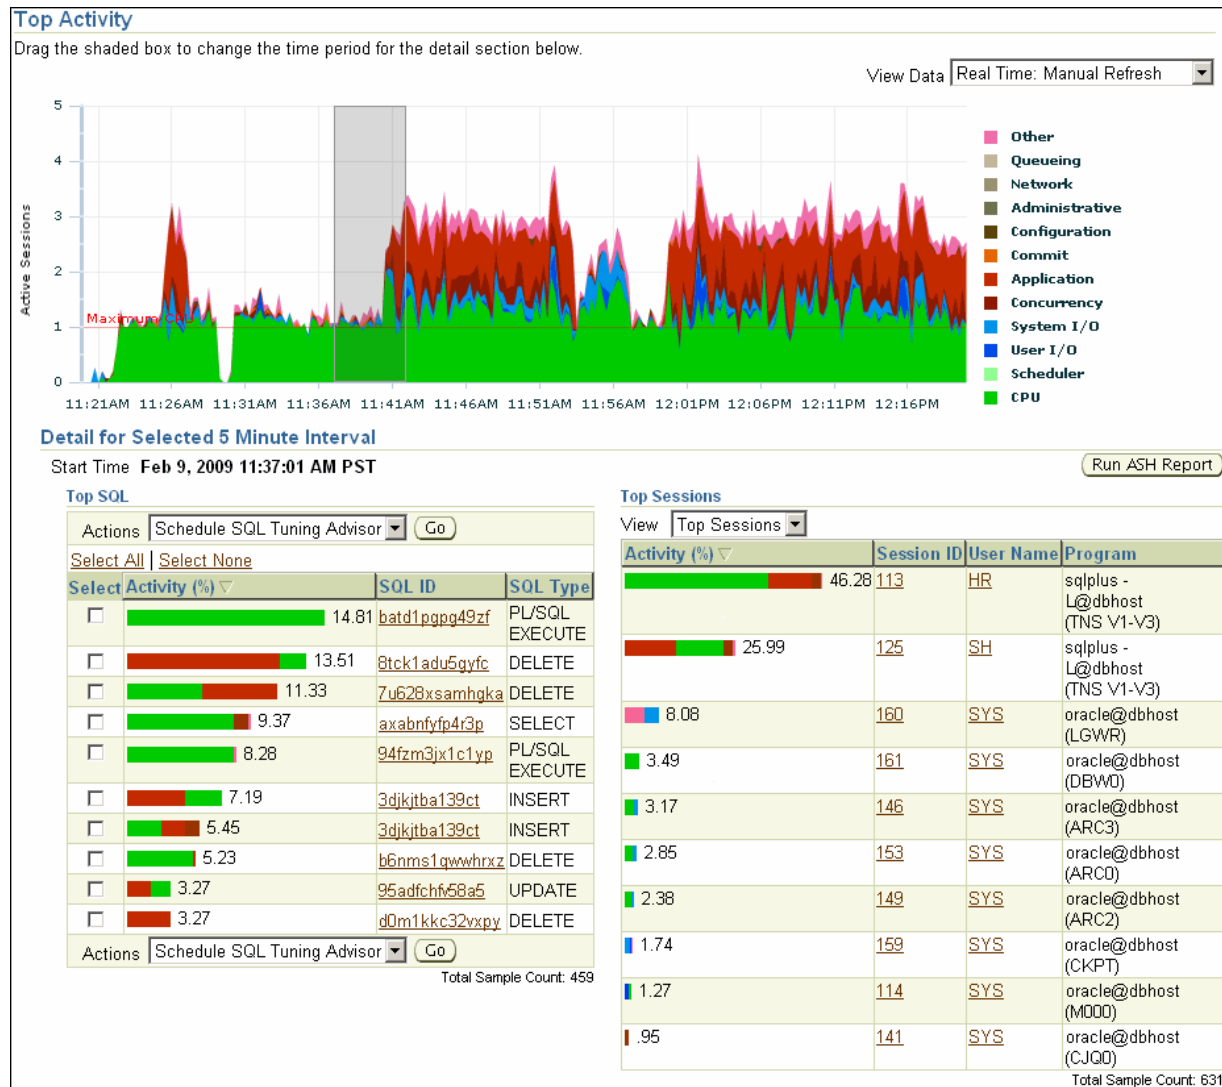 Top Activity
Drag the shaded box to change the time period for the detail section below.
View Data Real Time: Manual Refresh
5
4
3
2
1
0
Active Sessions
Maximum CPU
11:21AM 11:26AM 11:31AM 11:36AM 11:41AM 11:46AM 11:51AM 11:56AM 12:01PM 12:06PM 12:11PM 12:16PM
Other
Queueing
Network
Administrative
Configuration
Commit
Application
Concurrency
System I/O
User I/O
Scheduler
CPU
Detail for Selected 5 Minute Interval
Start Time Feb 9, 2009 11:37:01 AM PST
Run ASH Report
Top SQL
Actions Schedule SQL Tuning Advisor Go
Select All | Select None
Select Activity (%) SQL ID SQL Type
14.81 batd1pgpg49zf PL/SQL
EXECUTE
13.51 8tck1adu5gyfc DELETE
11.33 7u628xsamhgka DELETE
9.37 axabnfyfp4r3p SELECT
8.28 94fzm3jx1c1yp PL/SQL
EXECUTE
7.19 3djkjtba139ct INSERT
5.45 3djkjtba139ct INSERT
5.23 b6nms1qwwhrxz DELETE
3.27 95adfchfv58a5 UPDATE
3.27 d0m1kkc32vxpy DELETE
Actions Schedule SQL Tuning Advisor Go
Total Sample Count: 459
Top Sessions
View Top Sessions
Activity (%) Session ID User Name Program
46.28 113 HR sqlplus -
L@dbhost
(TNS V1-V3)
25.99 125 SH sqlplus -
L@dbhost
(TNS V1-V3)
8.08 160 SYS oracle@dbhost
(LGWR)
3.49 161 SYS oracle@dbhost
(DBW0)
3.17 146 SYS oracle@dbhost
(ARC3)
2.85 153 SYS oracle@dbhost
(ARC0)
2.38 149 SYS oracle@dbhost
(ARC2)
1.74 159 SYS oracle@dbhost
(CKPT)
1.27 114 SYS oracle@dbhost
(M000)
.95 141 SYS oracle@dbhost
(CJQ0)
Total Sample Count: 631